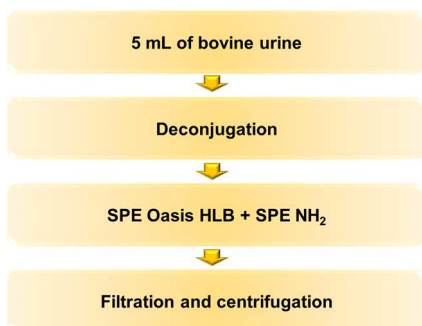 5 mL of bovine urine
Deconjugation
SPE Oasis HLB + SPE NH₂
Filtration and centrifugation